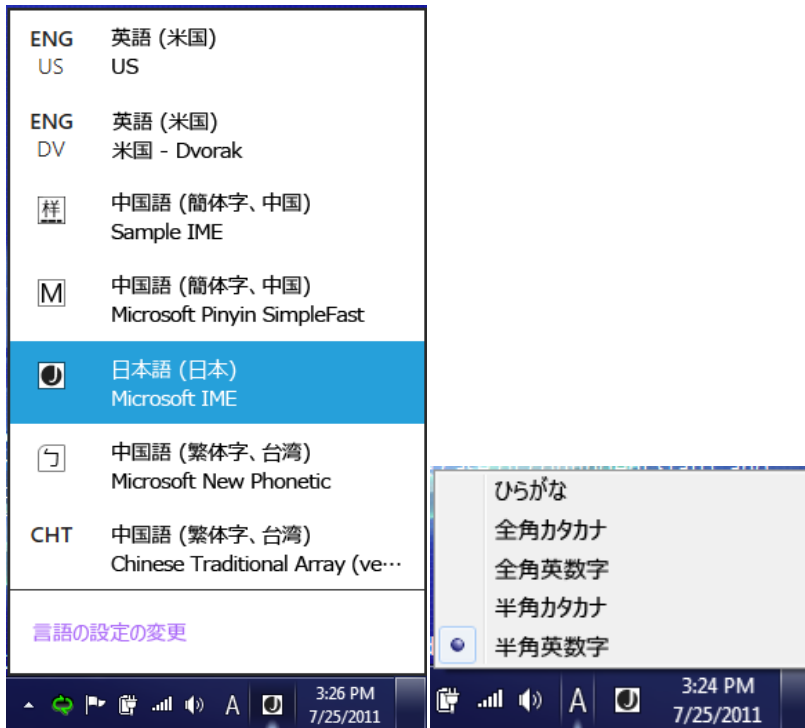 ENG 英語 (米国)
US US
ENG 英語 (米国)
DV 米国 - Dvorak
样 中国語 (簡体字、中国)
Sample IME
M 中国語 (簡体字、中国)
Microsoft Pinyin SimpleFast
J 日本語 (日本)
Microsoft IME
ㄅ 中国語 (繁体字、台湾)
Microsoft New Phonetic
CHT 中国語 (繁体字、台湾)
Chinese Traditional Array (ve…
言語の設定の変更
A J 3:26 PM
7/25/2011
ひらがな
全角カタカナ
全角英数字
半角カタカナ
半角英数字
A J 3:24 PM
7/25/2011